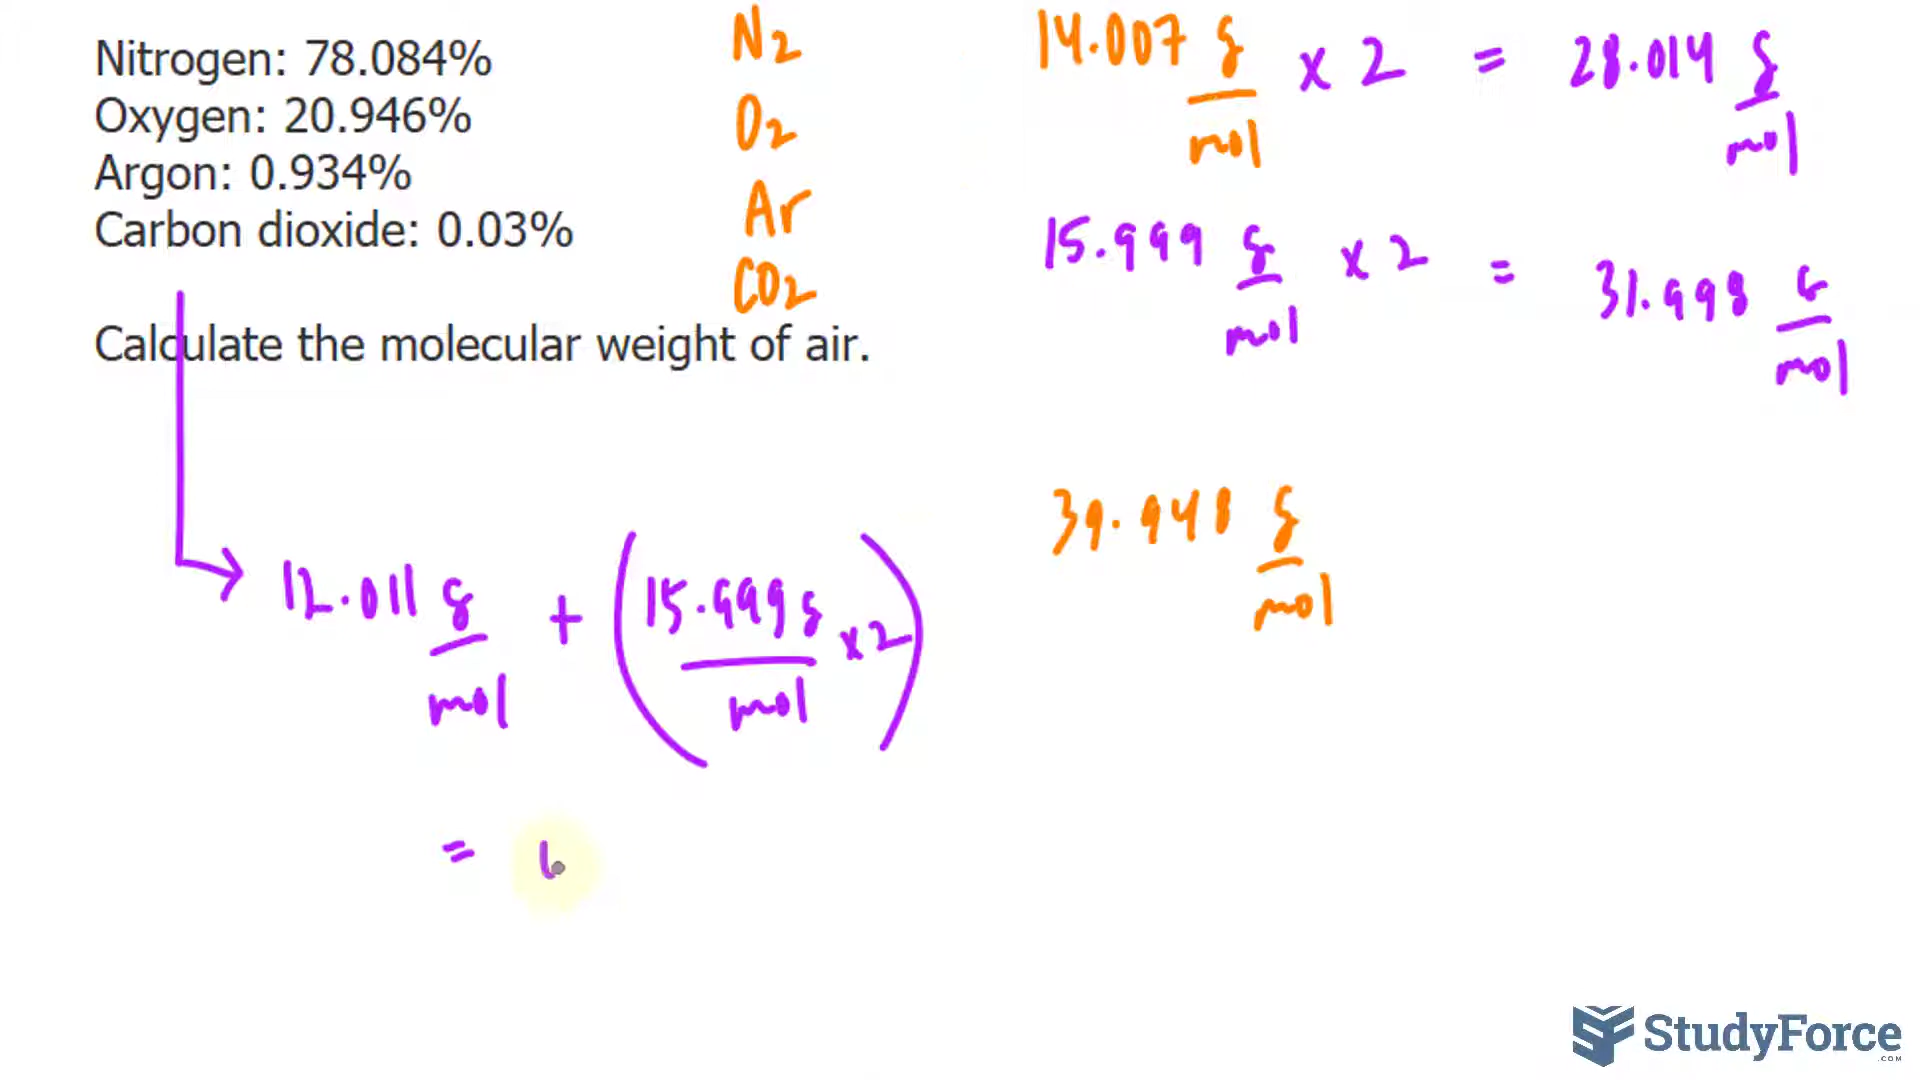 Nitrogen: 78.084%
Oxygen: 20.946%
Argon: 0.934%
Carbon dioxide: 0.03%
N2
O2
Ar
CO2
Calculate the molecular weight of air.
14.007 g/mol x 2 = 28.014 g/mol
15.999 g/mol x 2 = 31.998 g/mol
39.948 g/mol
12.011 g/mol + (15.999 g/mol x 2)
=
StudyForce
.COM